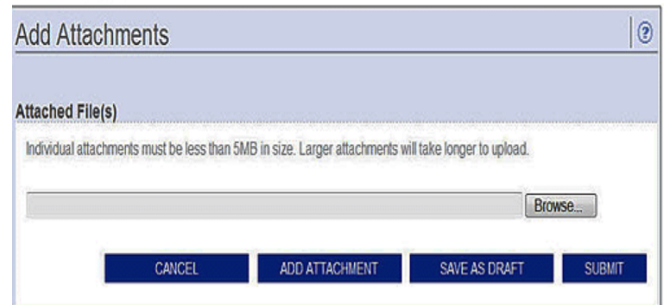 Add Attachments ?
Attached File(s)
Individual attachments must be less than 5MB in size. Larger attachments will take longer to upload.
Browse...
CANCEL ADD ATTACHMENT SAVE AS DRAFT SUBMIT